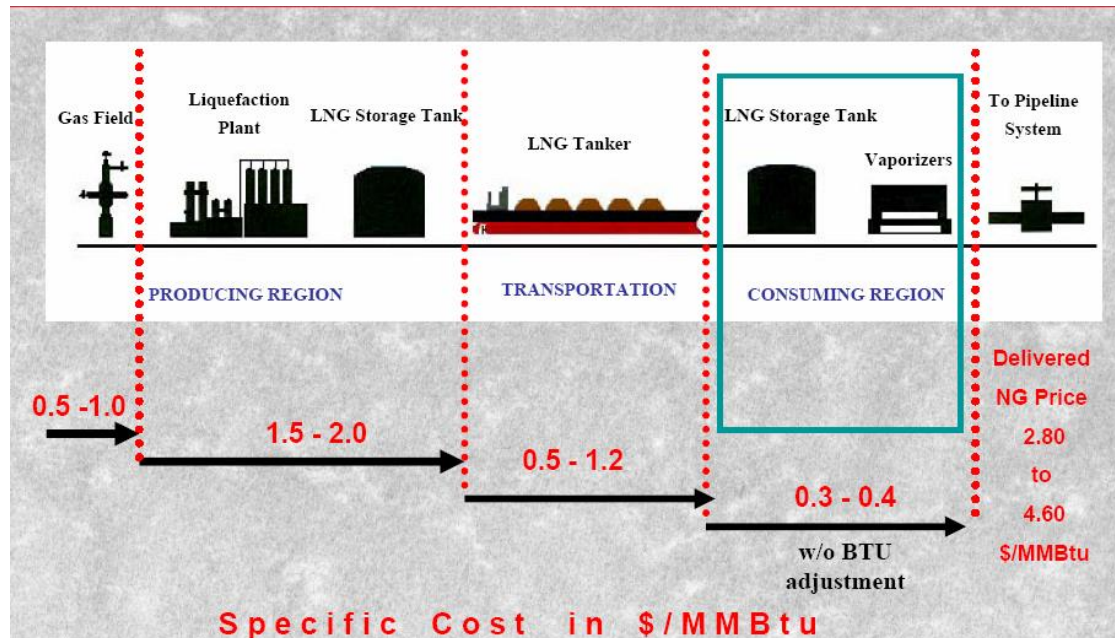 Gas Field
Liquefaction
Plant
LNG Storage Tank
LNG Tanker
LNG Storage Tank
Vaporizers
To Pipeline
System
PRODUCING REGION
TRANSPORTATION
CONSUMING REGION
0.5 -1.0
1.5 - 2.0
0.5 - 1.2
0.3 - 0.4
w/o BTU
adjustment
Delivered
NG Price
2.80
to
4.60
$/MMBtu
Specific Cost in $/MMBtu